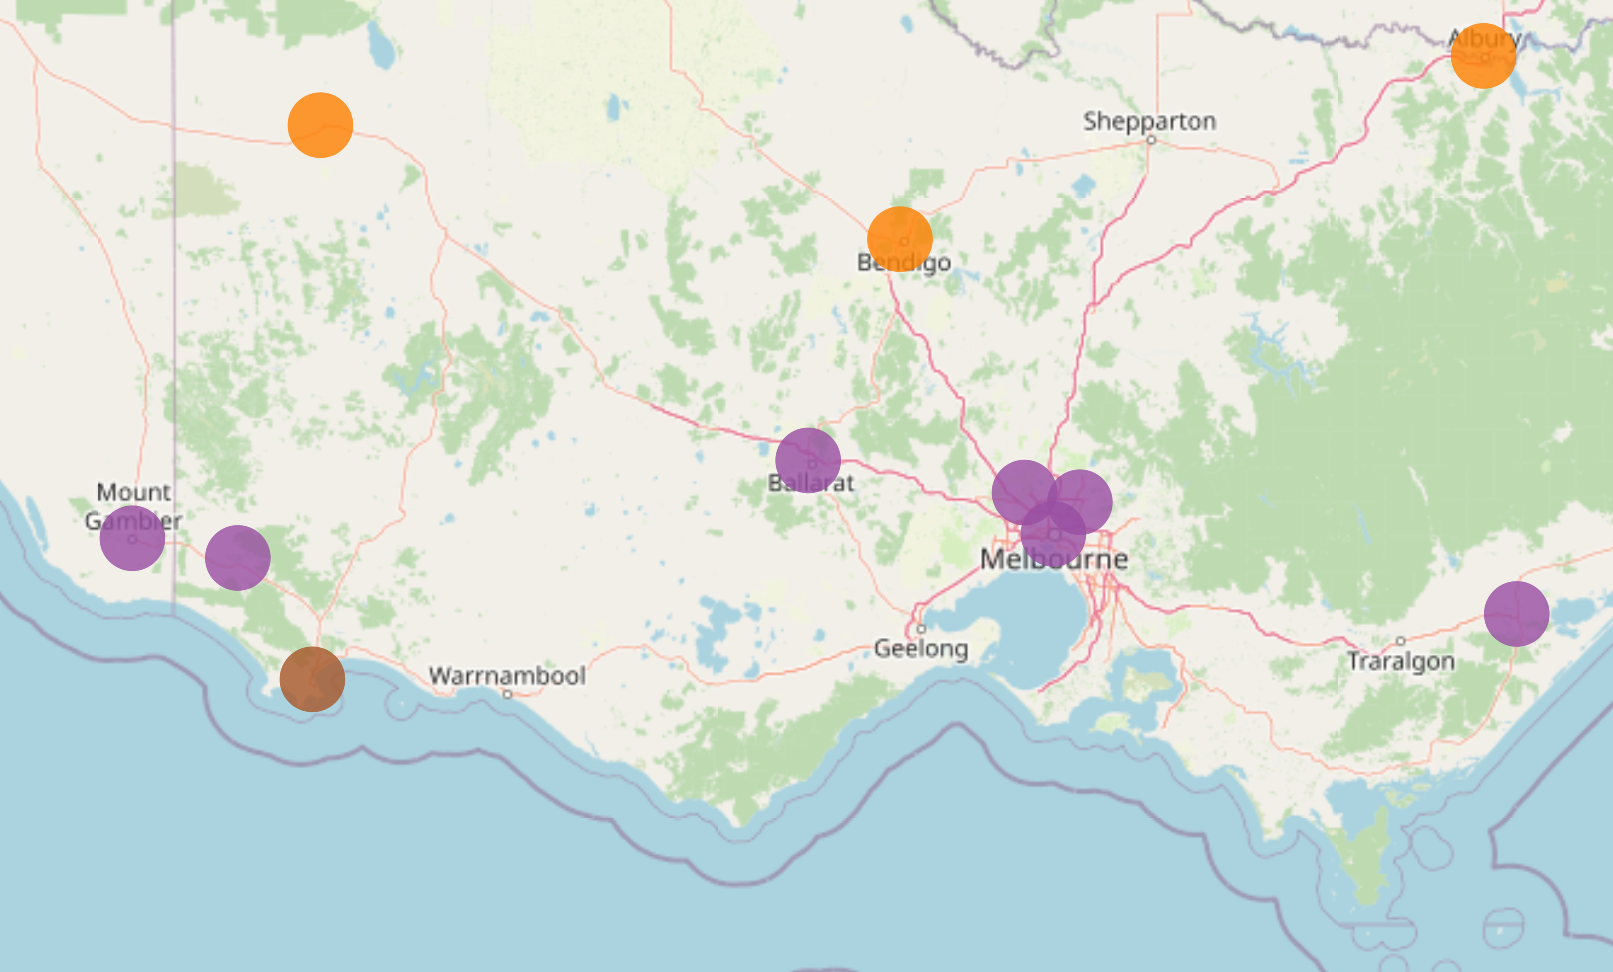 Albury
Shepparton
Bendigo
Ballarat
Mount
Gambier
Melbourne
Geelong
Traralgon
Warrnambool